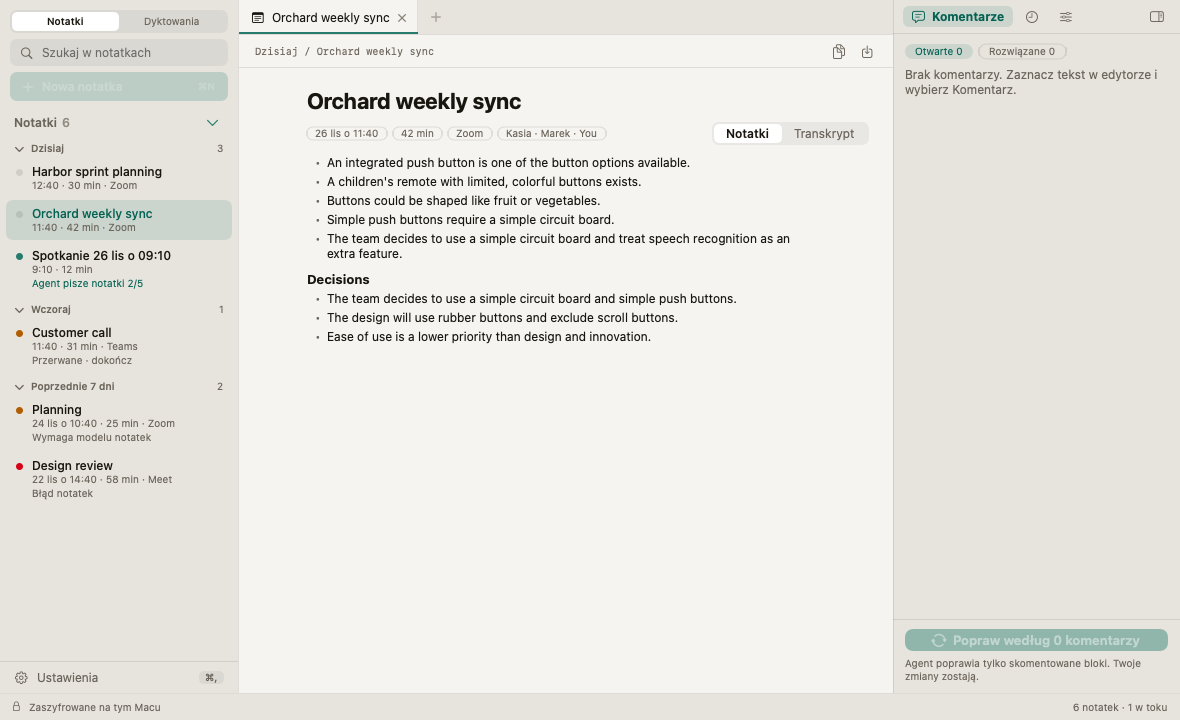 Notatki
Dyktowania
Szukaj w notatkach
Nowa notatka
⌘N
Notatki 6
Dzisiaj
3
Harbor sprint planning
12:40 · 30 min · Zoom
Orchard weekly sync
11:40 · 42 min · Zoom
Spotkanie 26 lis o 09:10
9:10 · 12 min
Agent pisze notatki 2/5
Wczoraj
1
Customer call
11:40 · 31 min · Teams
Przerwane · dokończ
Poprzednie 7 dni
2
Planning
24 lis o 10:40 · 25 min · Zoom
Wymaga modelu notatek
Design review
22 lis o 14:40 · 58 min · Meet
Błąd notatek
Ustawienia
⌘,
Orchard weekly sync
Dzisiaj / Orchard weekly sync
Orchard weekly sync
26 lis o 11:40
42 min
Zoom
Kasia · Marek · You
Notatki
Transkrypt
• An integrated push button is one of the button options available.
• A children's remote with limited, colorful buttons exists.
• Buttons could be shaped like fruit or vegetables.
• Simple push buttons require a simple circuit board.
• The team decides to use a simple circuit board and treat speech recognition as an
extra feature.
Decisions
• The team decides to use a simple circuit board and simple push buttons.
• The design will use rubber buttons and exclude scroll buttons.
• Ease of use is a lower priority than design and innovation.
Komentarze
Otwarte 0
Rozwiązane 0
Brak komentarzy. Zaznacz tekst w edytorze i
wybierz Komentarz.
Popraw według 0 komentarzy
Agent poprawia tylko skomentowane bloki. Twoje
zmiany zostają.
Zaszyfrowane na tym Macu
6 notatek · 1 w toku